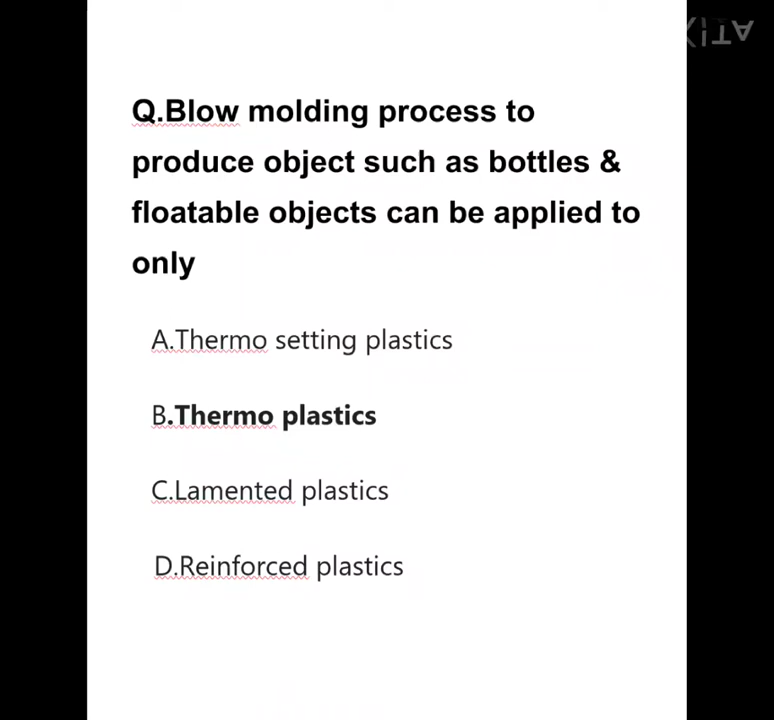 Q.Blow molding process to
produce object such as bottles &
floatable objects can be applied to
only
A.Thermo setting plastics
B.Thermo plastics
C.Lamented plastics
D.Reinforced plastics